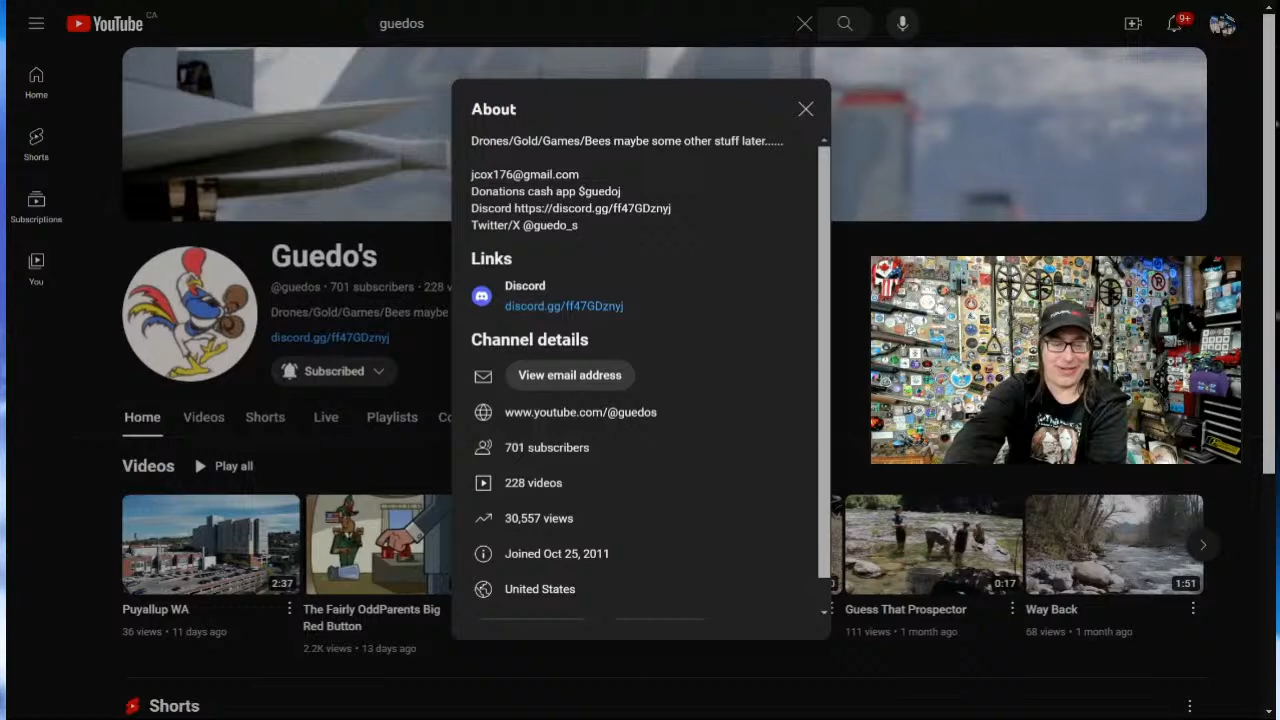 YouTube CA
guedos
9+
Home
Shorts
Subscriptions
You
About
Drones/Gold/Games/Bees maybe some other stuff later......
jcox176@gmail.com
Donations cash app $guedoj
Discord https://discord.gg/ff47GDznyj
Twitter/X @guedo_s
Links
Discord
discord.gg/ff47GDznyj
Channel details
View email address
www.youtube.com/@guedos
701 subscribers
228 videos
30,557 views
Joined Oct 25, 2011
United States
Guedo's
@guedos · 701 subscribers · 228 v
Drones/Gold/Games/Bees maybe
discord.gg/ff47GDznyj
Subscribed
Home Videos Shorts Live Playlists Co
Videos Play all
2:37
0:17
1:51
Puyallup WA
36 views · 11 days ago
The Fairly OddParents Big
Red Button
2.2K views · 13 days ago
Guess That Prospector
111 views · 1 month ago
Way Back
68 views · 1 month ago
Shorts